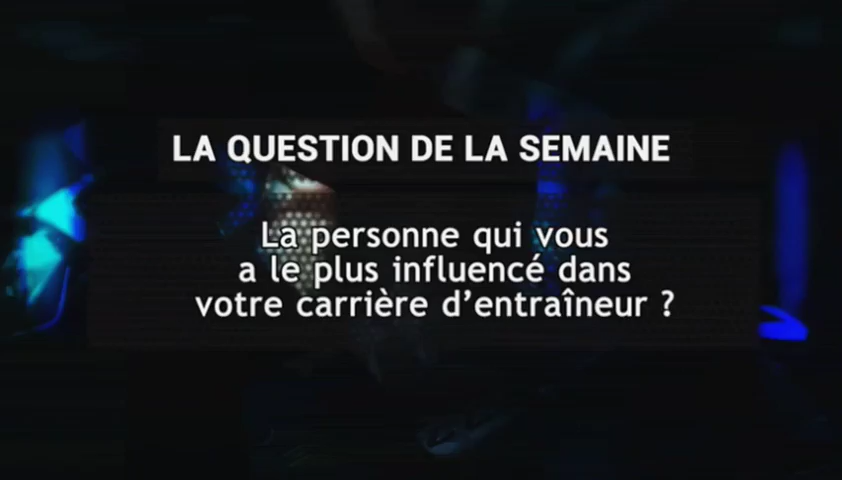 LA QUESTION DE LA SEMAINE
La personne qui vous
a le plus influencé dans
votre carrière d’entraîneur ?